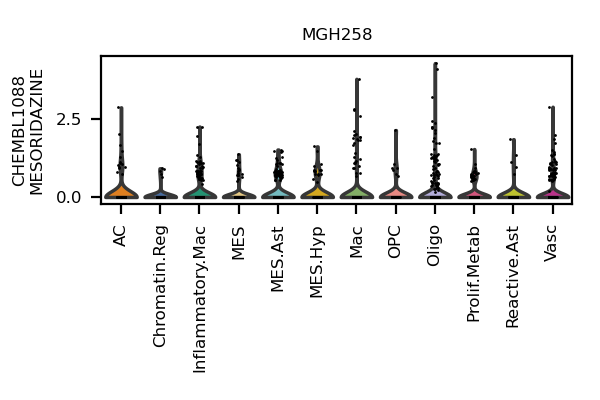 MGH258
CHEMBL1088
MESORIDAZINE
2.5
0.0
AC
Chromatin.Reg
Inflammatory.Mac
MES
MES.Ast
MES.Hyp
Mac
OPC
Oligo
Prolif.Metab
Reactive.Ast
Vasc